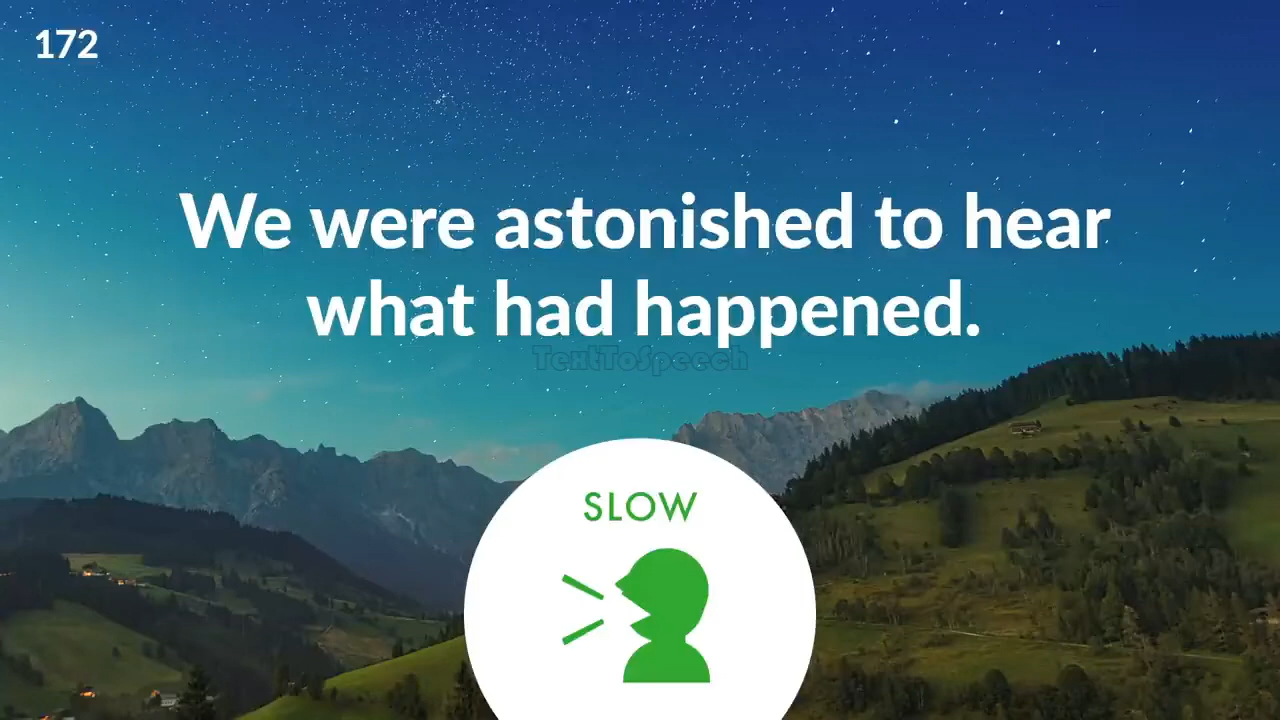 172
We were astonished to hear
what had happened.
TextToSpeech
SLOW